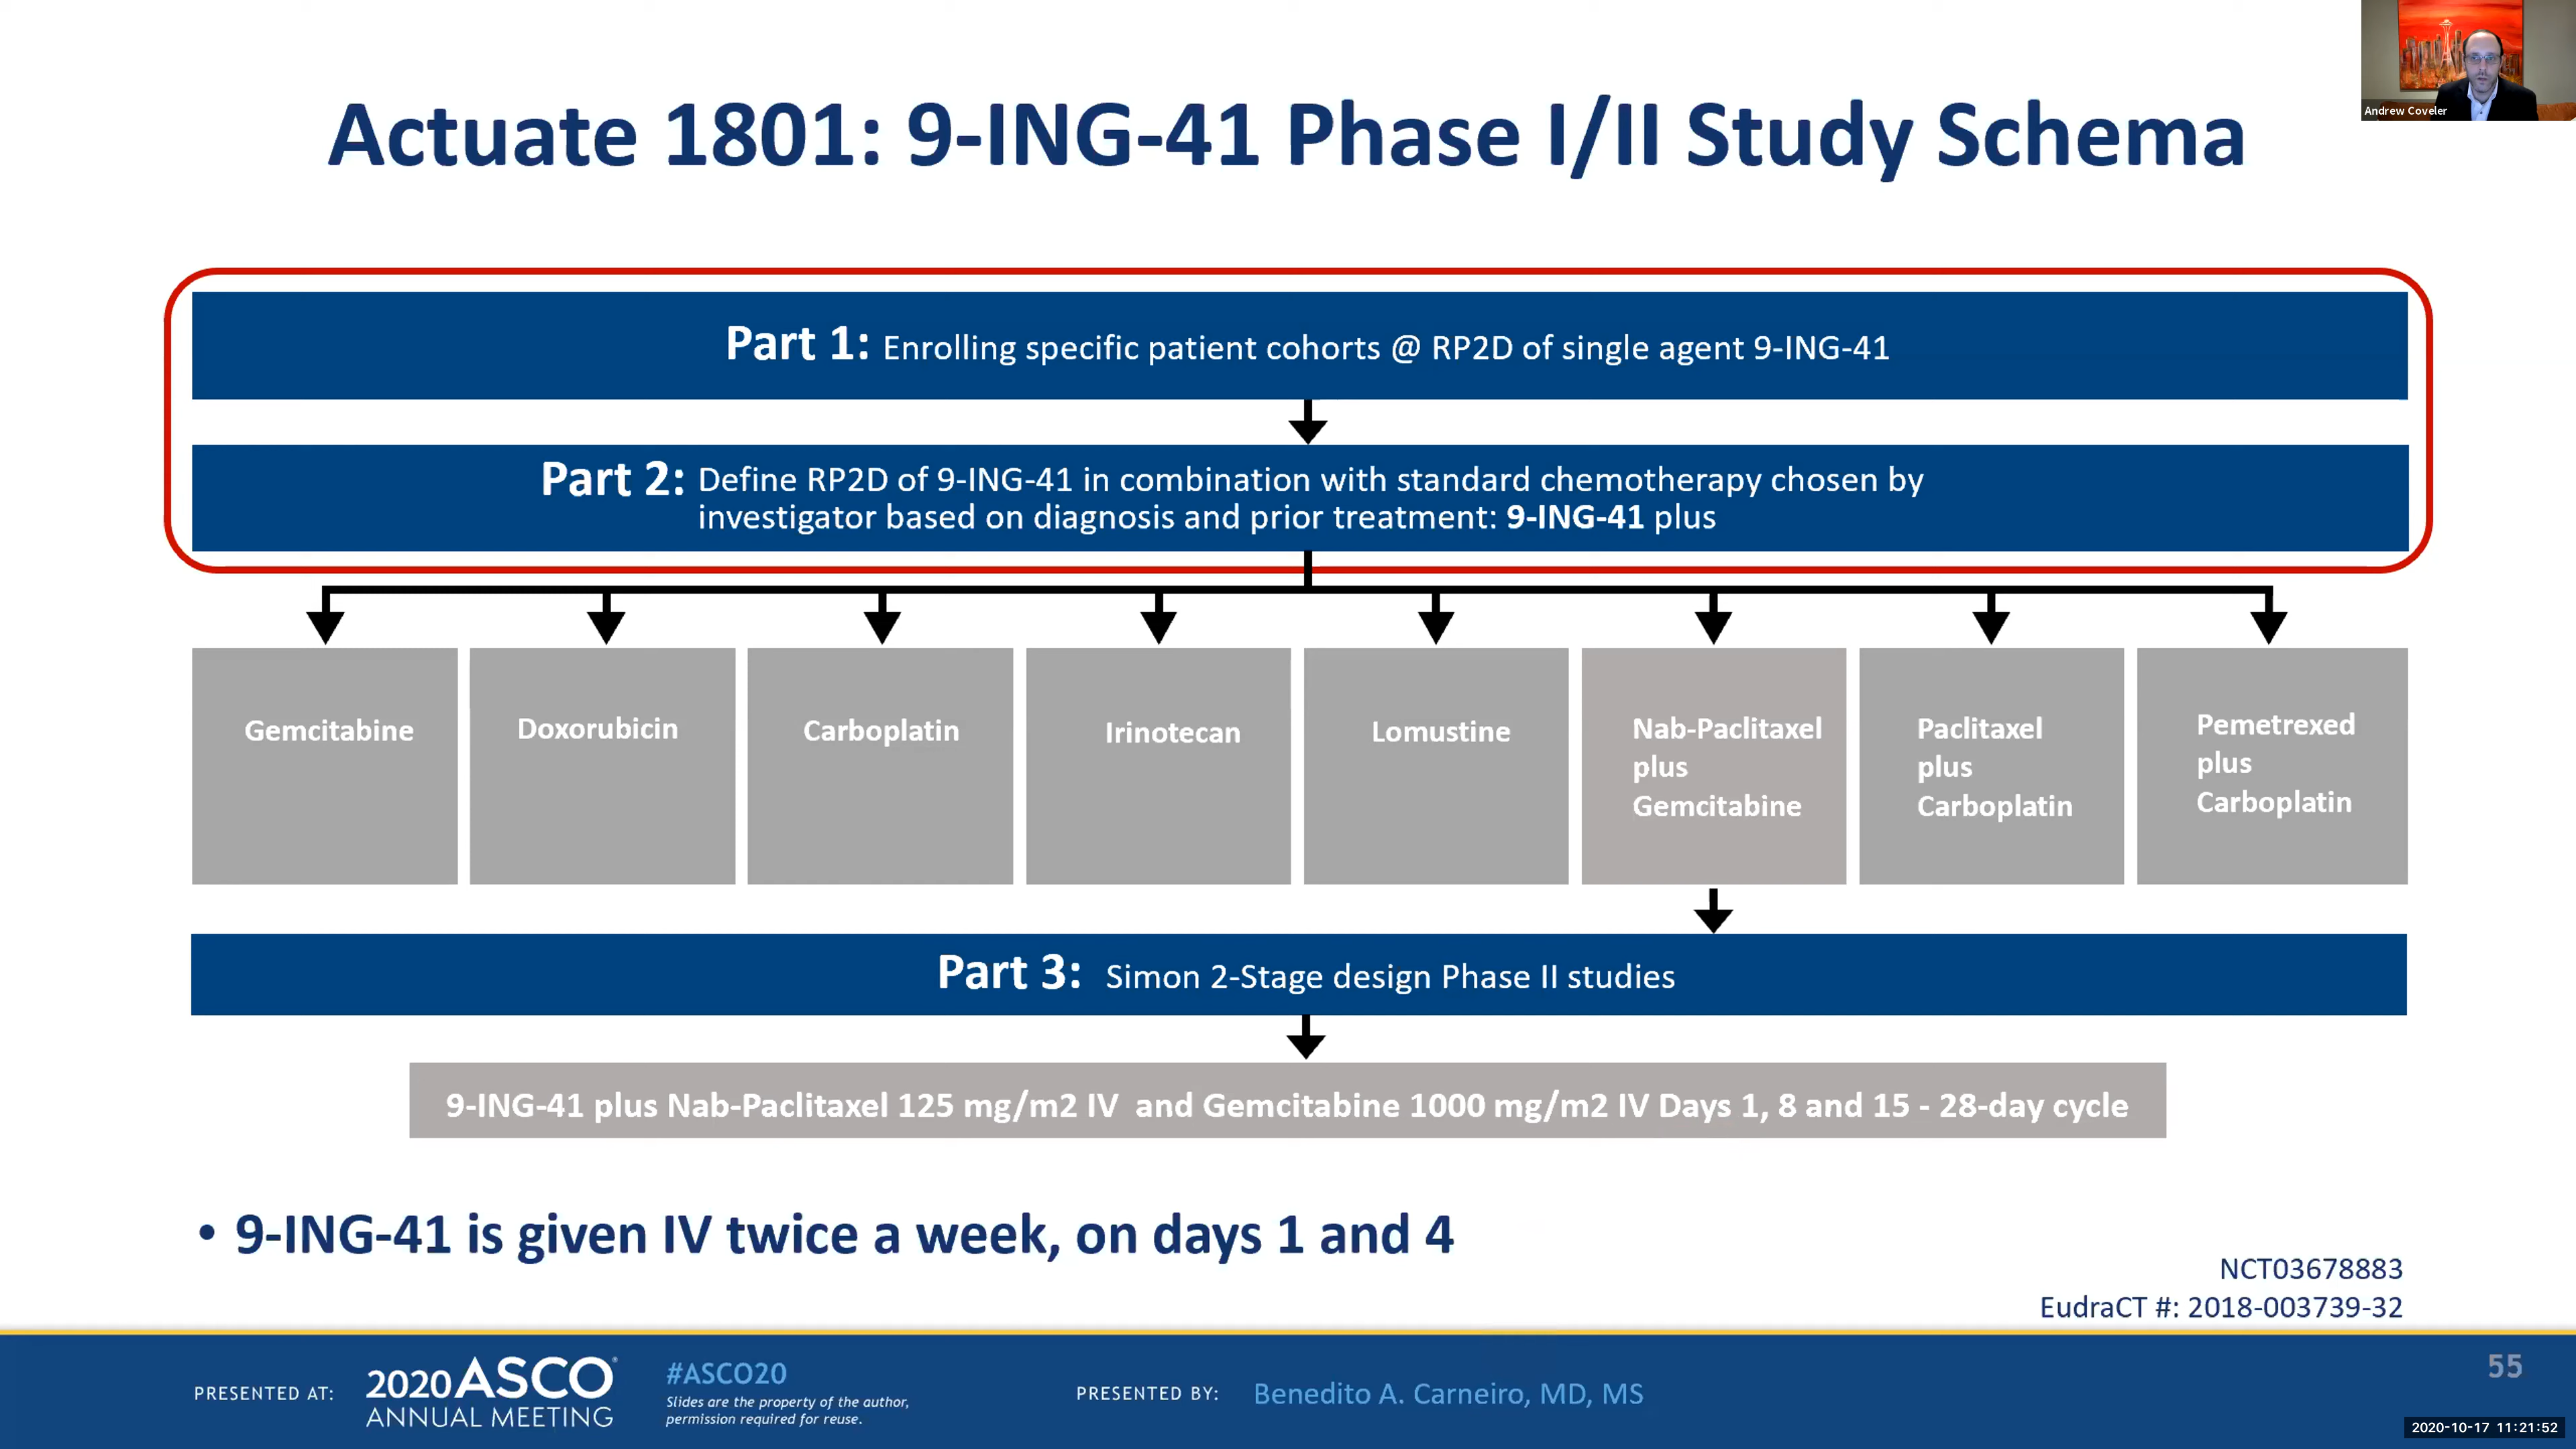 Andrew Coveler
Actuate 1801: 9-ING-41 Phase I/II Study Schema
Part 1: Enrolling specific patient cohorts @ RP2D of single agent 9-ING-41
Part 2: Define RP2D of 9-ING-41 in combination with standard chemotherapy chosen by
investigator based on diagnosis and prior treatment: 9-ING-41 plus
Gemcitabine
Doxorubicin
Carboplatin
Irinotecan
Lomustine
Nab-Paclitaxel
plus
Gemcitabine
Paclitaxel
plus
Carboplatin
Pemetrexed
plus
Carboplatin
Part 3: Simon 2-Stage design Phase II studies
9-ING-41 plus Nab-Paclitaxel 125 mg/m2 IV and Gemcitabine 1000 mg/m2 IV Days 1, 8 and 15 - 28-day cycle
• 9-ING-41 is given IV twice a week, on days 1 and 4
NCT03678883
EudraCT #: 2018-003739-32
PRESENTED AT:
2020 ASCO®
ANNUAL MEETING
#ASCO20
Slides are the property of the author,
permission required for reuse.
PRESENTED BY: Benedito A. Carneiro, MD, MS
55
2020-10-17 11:21:52